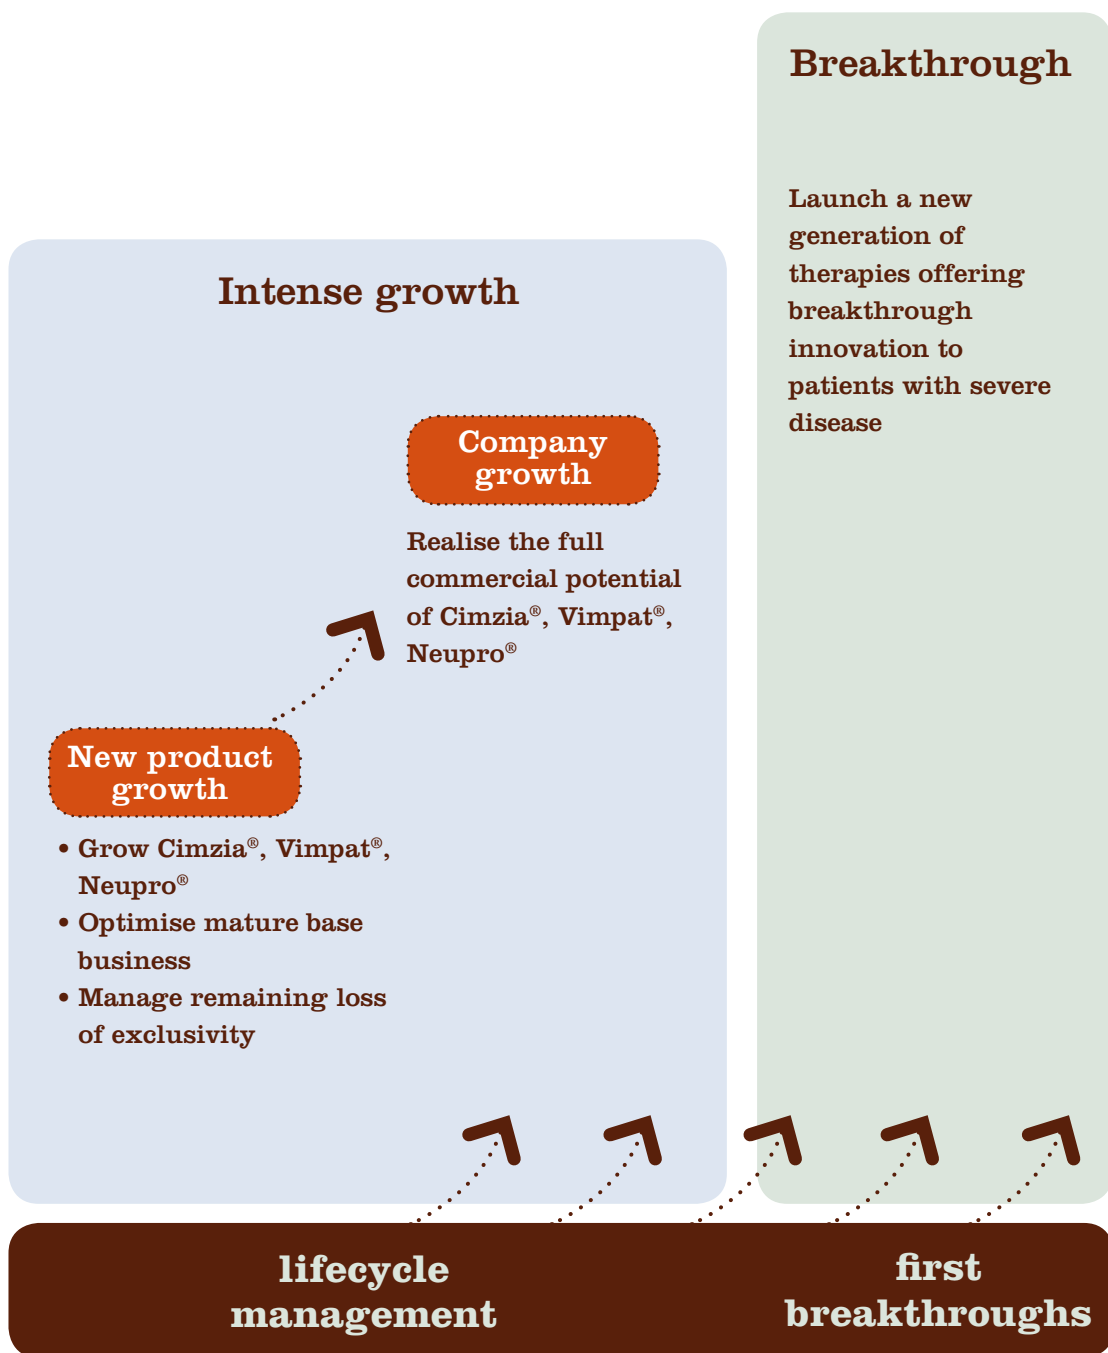 Breakthrough
Launch a new
generation of
therapies offering
breakthrough
innovation to
patients with severe
disease
Intense growth
Company
growth
Realise the full
commercial potential
of Cimzia®, Vimpat®,
Neupro®
New product
growth
• Grow Cimzia®, Vimpat®,
Neupro®
• Optimise mature base
business
• Manage remaining loss
of exclusivity
lifecycle
management
first
breakthroughs